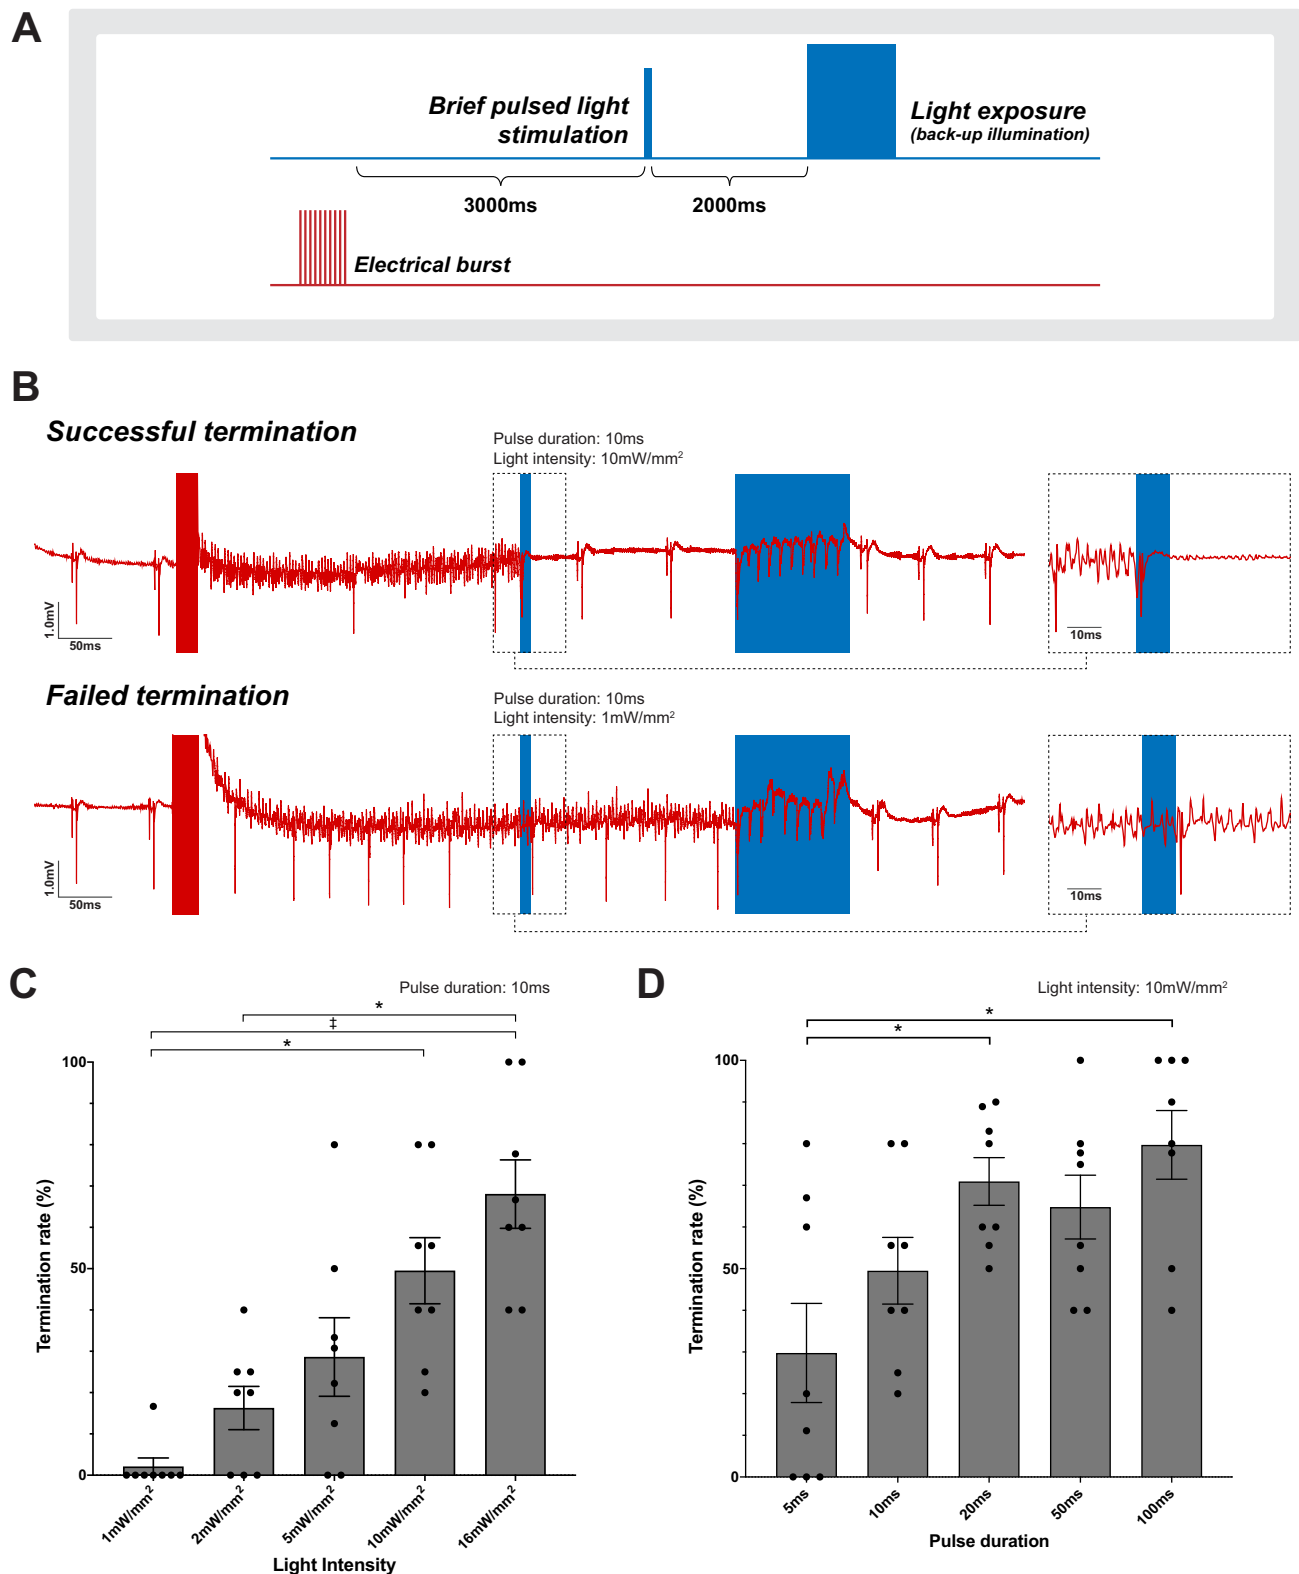 A
Brief pulsed light
stimulation
Light exposure
(back-up illumination)
3000ms
2000ms
Electrical burst
B
Successful termination
Pulse duration: 10ms
Light intensity: 10mW/mm²
1.0mV
50ms
10ms
Failed termination
Pulse duration: 10ms
Light intensity: 1mW/mm²
1.0mV
50ms
10ms
C
Pulse duration: 10ms
*
‡
*
100
50
0
Termination rate (%)
1mW/mm²
2mW/mm²
5mW/mm²
10mW/mm²
16mW/mm²
Light Intensity
D
Light intensity: 10mW/mm²
*
*
100
50
0
Termination rate (%)
5ms
10ms
20ms
50ms
100ms
Pulse duration